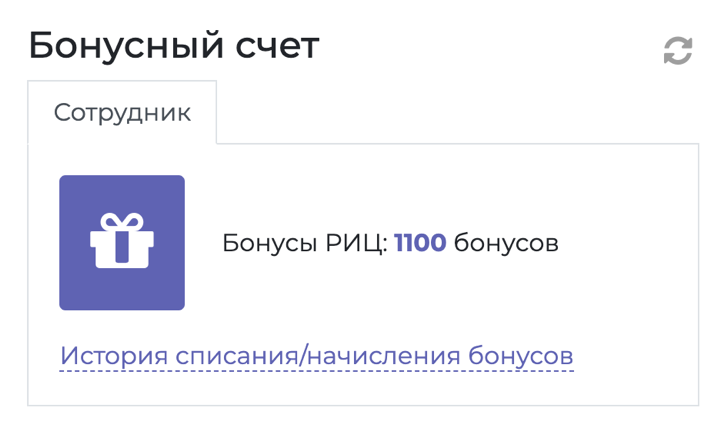 Бонусный счет
Сотрудник
Бонусы РИЦ: 1100 бонусов
История списания/начисления бонусов